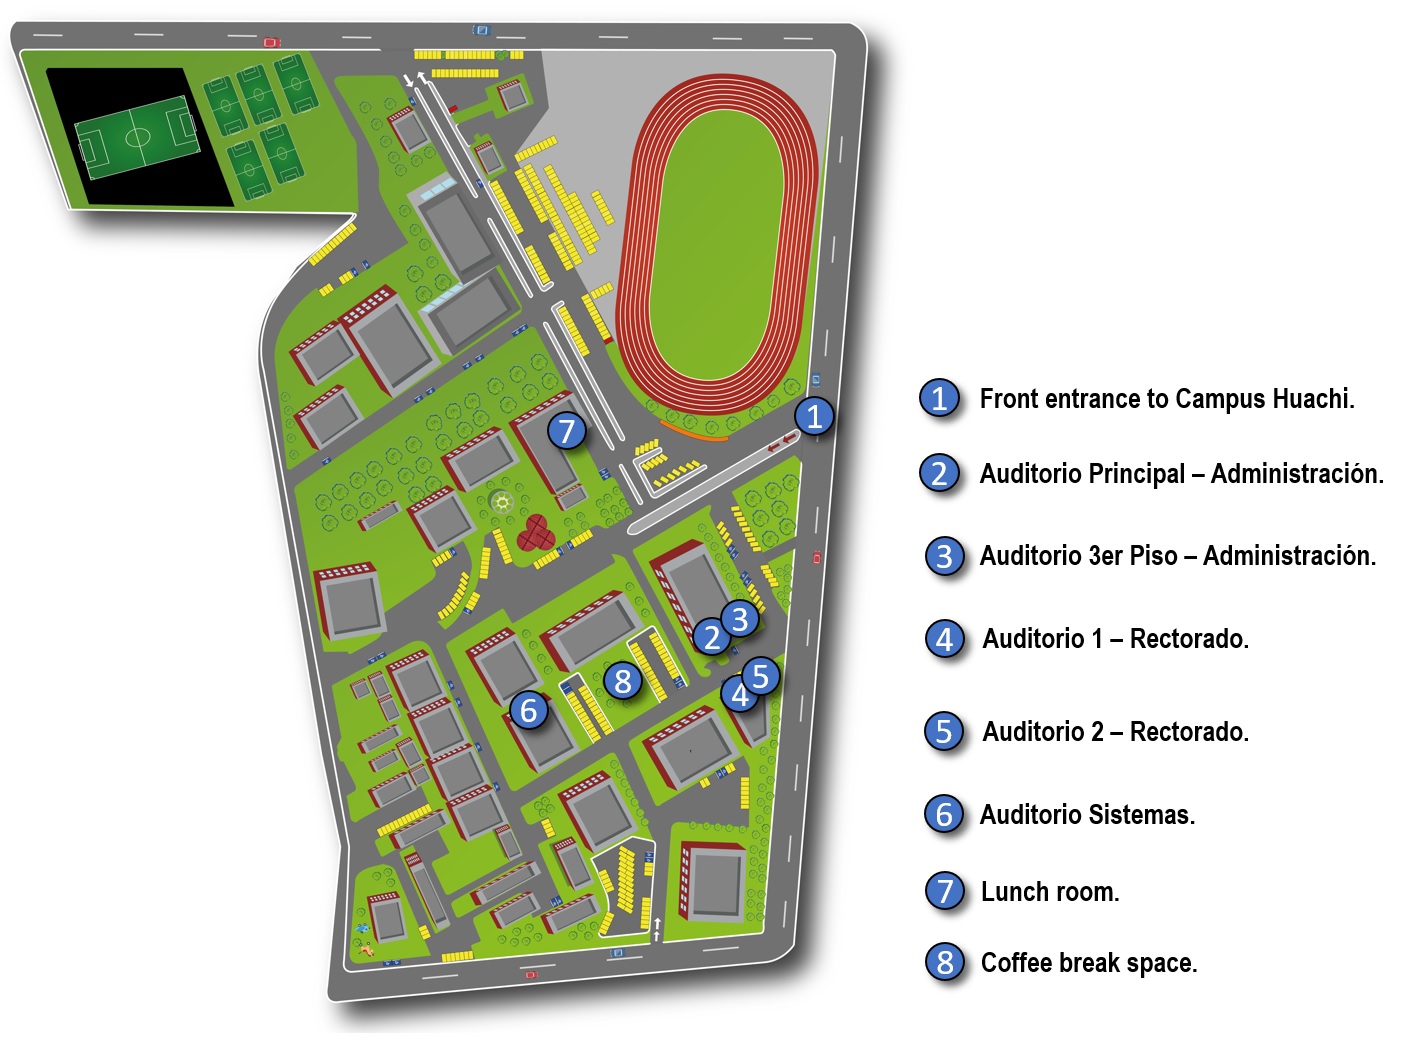 1 Front entrance to Campus Huachi.
2 Auditorio Principal – Administración.
3 Auditorio 3er Piso – Administración.
4 Auditorio 1 – Rectorado.
5 Auditorio 2 – Rectorado.
6 Auditorio Sistemas.
7 Lunch room.
8 Coffee break space.
1
7
3
2
5
4
8
6